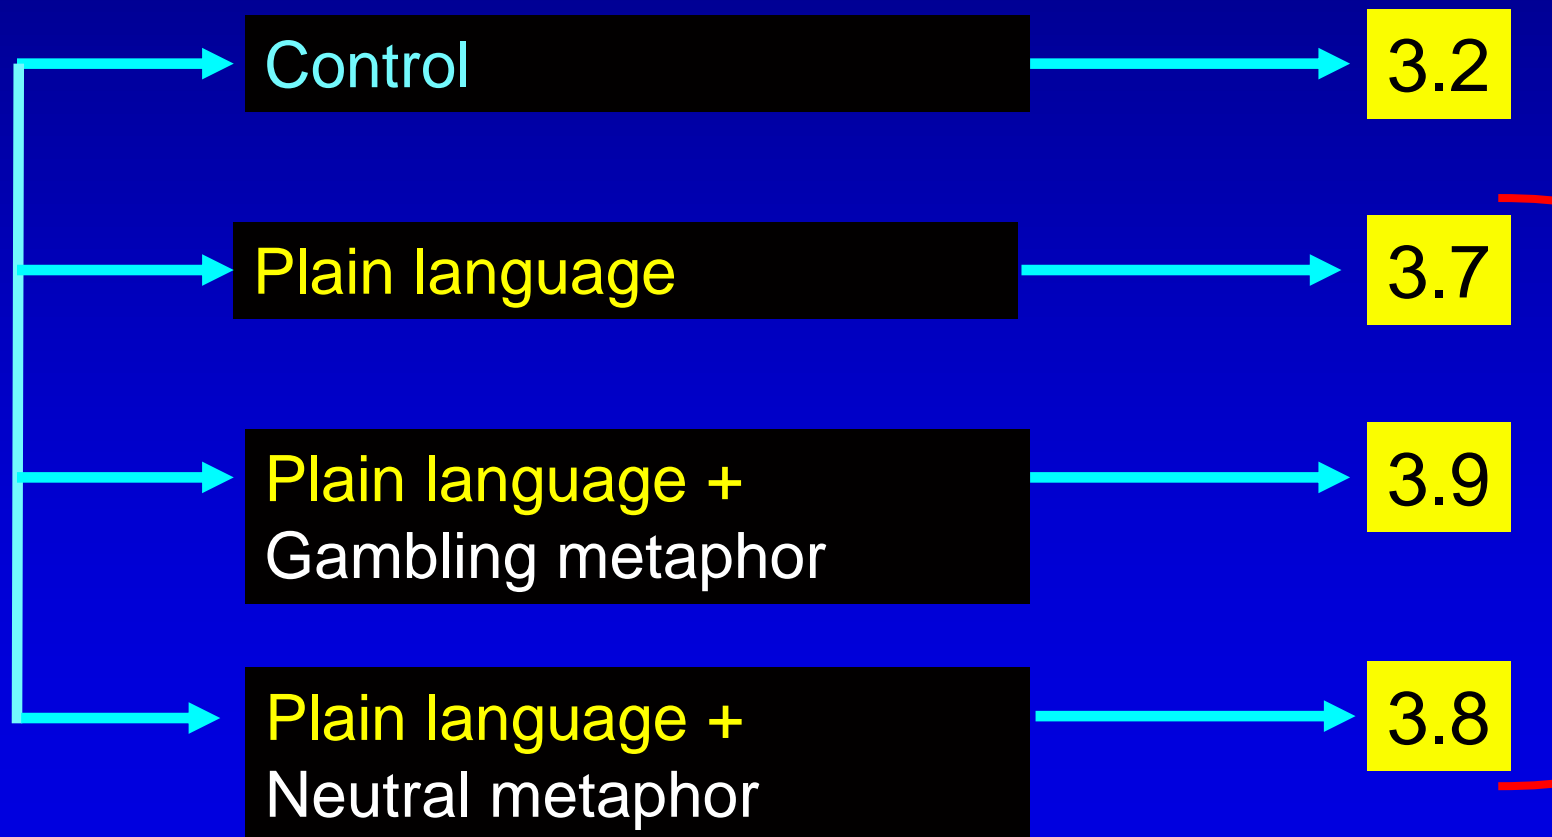 Control
3.2
Plain language
3.7
Plain language +
Gambling metaphor
3.9
Plain language +
Neutral metaphor
3.8